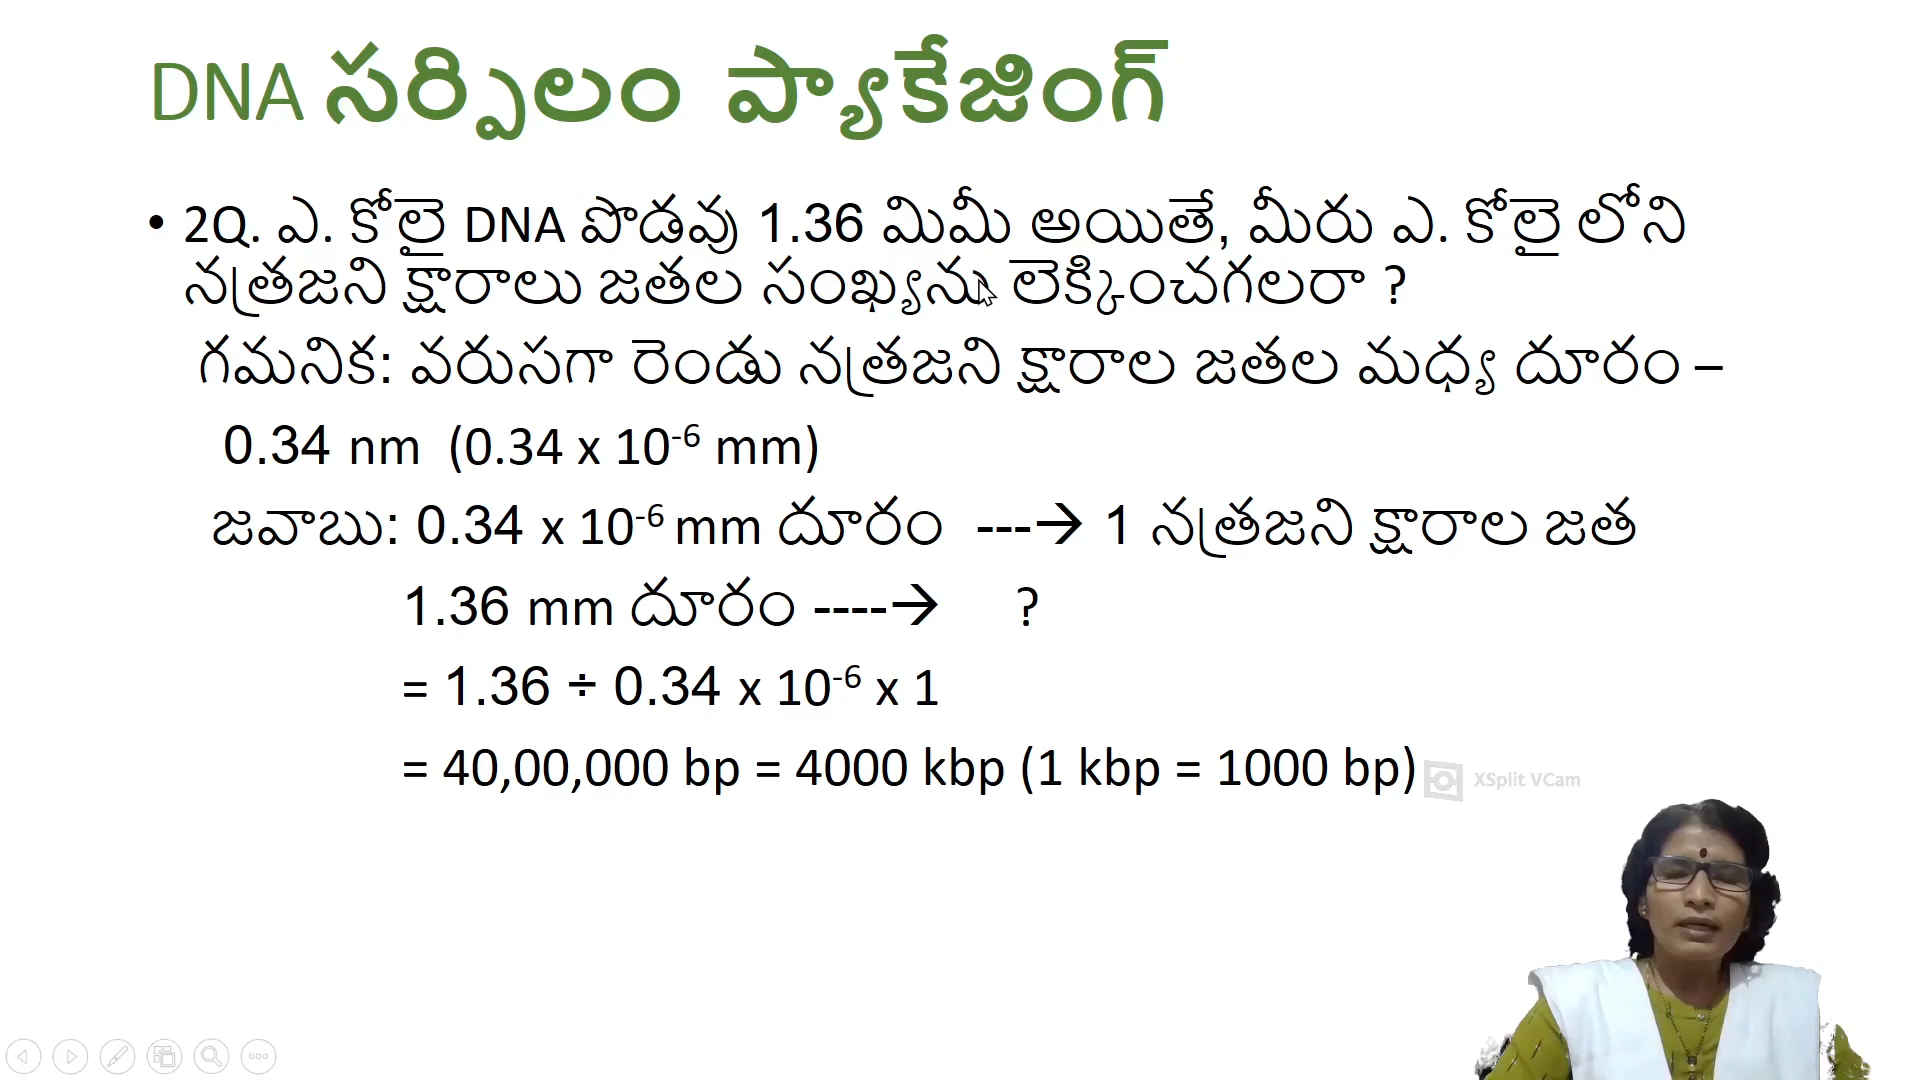 DNA సర్పిలం ప్యాకేజింగ్
• 2Q. ఎ. కోలై DNA పొడవు 1.36 మిమీ అయితే, మీరు ఎ. కోలై లోని
నత్రజని క్షారాలు జతల సంఖ్యను లెక్కించగలరా ?
గమనిక: వరుసగా రెండు నత్రజని క్షారాల జతల మధ్య దూరం –
0.34 nm (0.34 x 10⁻⁶ mm)
జవాబు: 0.34 x 10⁻⁶ mm దూరం ---→ 1 నత్రజని క్షారాల జత
1.36 mm దూరం ----→ ?
= 1.36 ÷ 0.34 x 10⁻⁶ x 1
= 40,00,000 bp = 4000 kbp (1 kbp = 1000 bp)
XSplit VCam